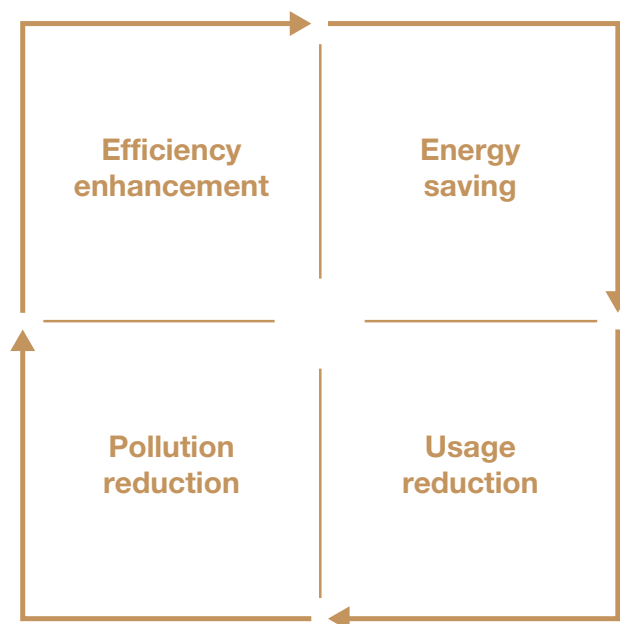 Efficiency
enhancement
Energy
saving
Pollution
reduction
Usage
reduction